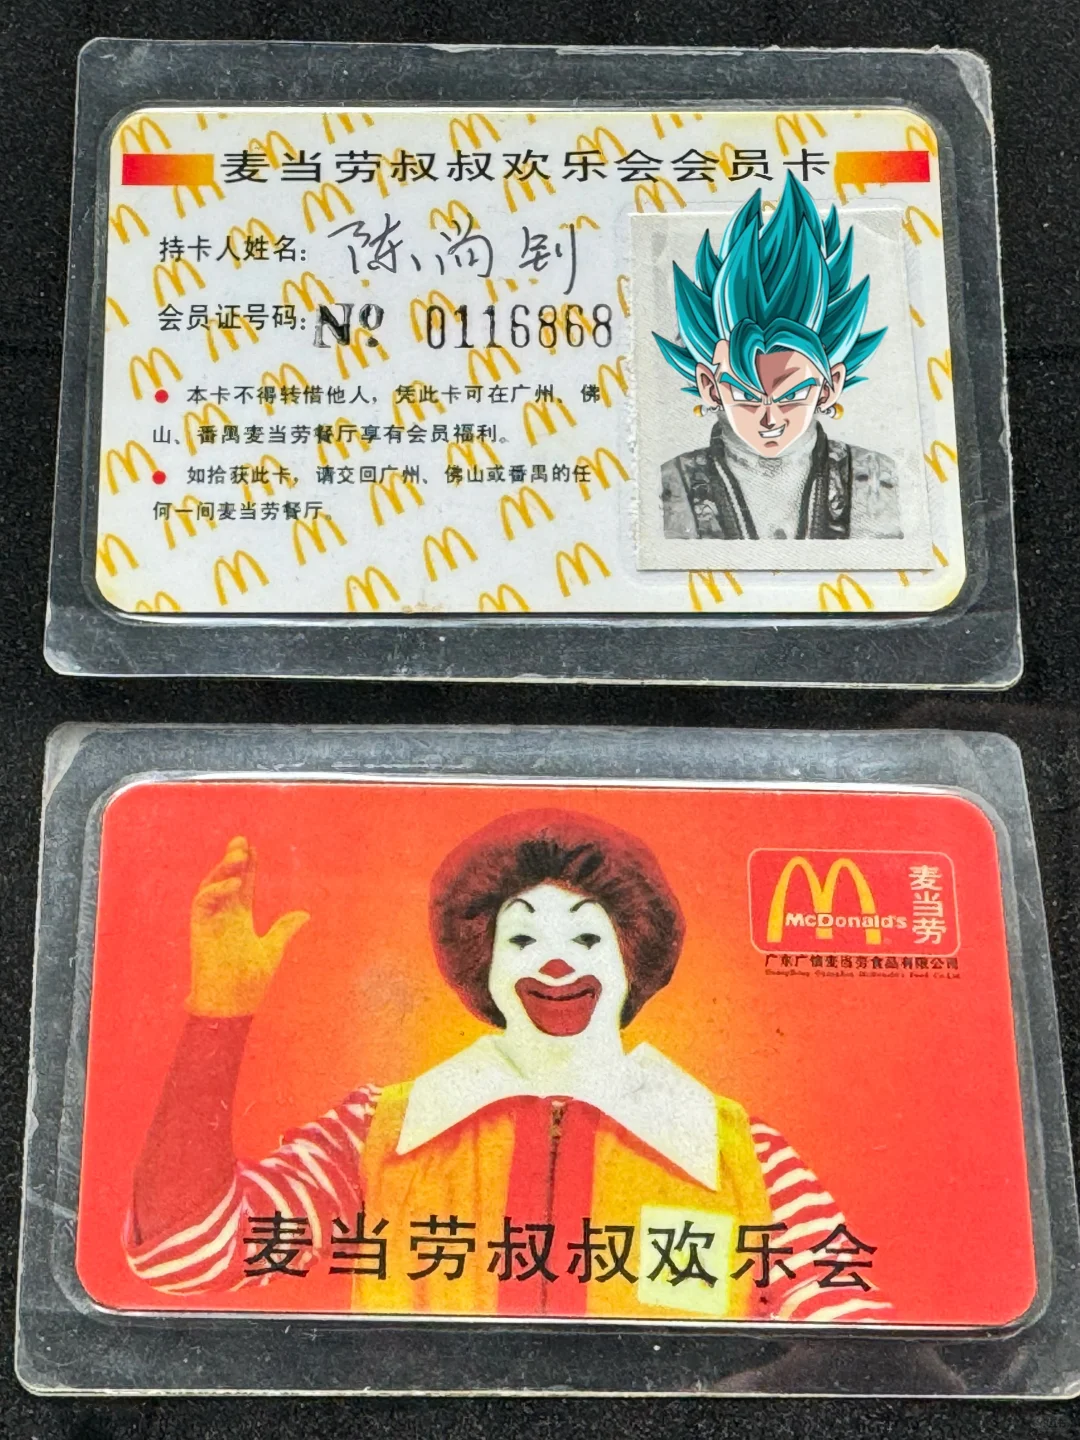 麦当劳叔叔欢乐会会员卡
持卡人姓名：陈尚
会员证号码：№ 0116868
● 本卡不得转借他人，凭此卡可在广州、佛
山、番禺麦当劳餐厅享有会员福利。
● 如拾获此卡，请交回广州、佛山或番禺的任
何一间麦当劳餐厅。
McDonald's
麦当劳
广东广信麦当劳食品有限公司
麦当劳叔叔欢乐会